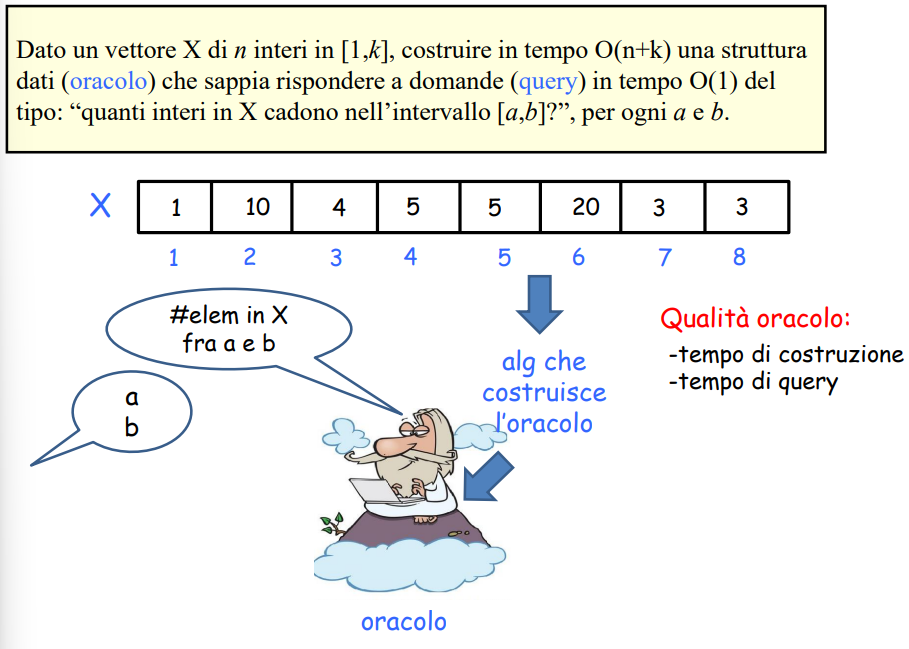 Dato un vettore X di n interi in [1,k], costruire in tempo O(n+k) una struttura
dati (oracolo) che sappia rispondere a domande (query) in tempo O(1) del
tipo: “quanti interi in X cadono nell’intervallo [a,b]?”, per ogni a e b.
X 1 10 4 5 5 20 3 3
1 2 3 4 5 6 7 8
#elem in X
fra a e b
a
b
alg che
costruisce
l’oracolo
Qualità oracolo:
-tempo di costruzione
-tempo di query
oracolo